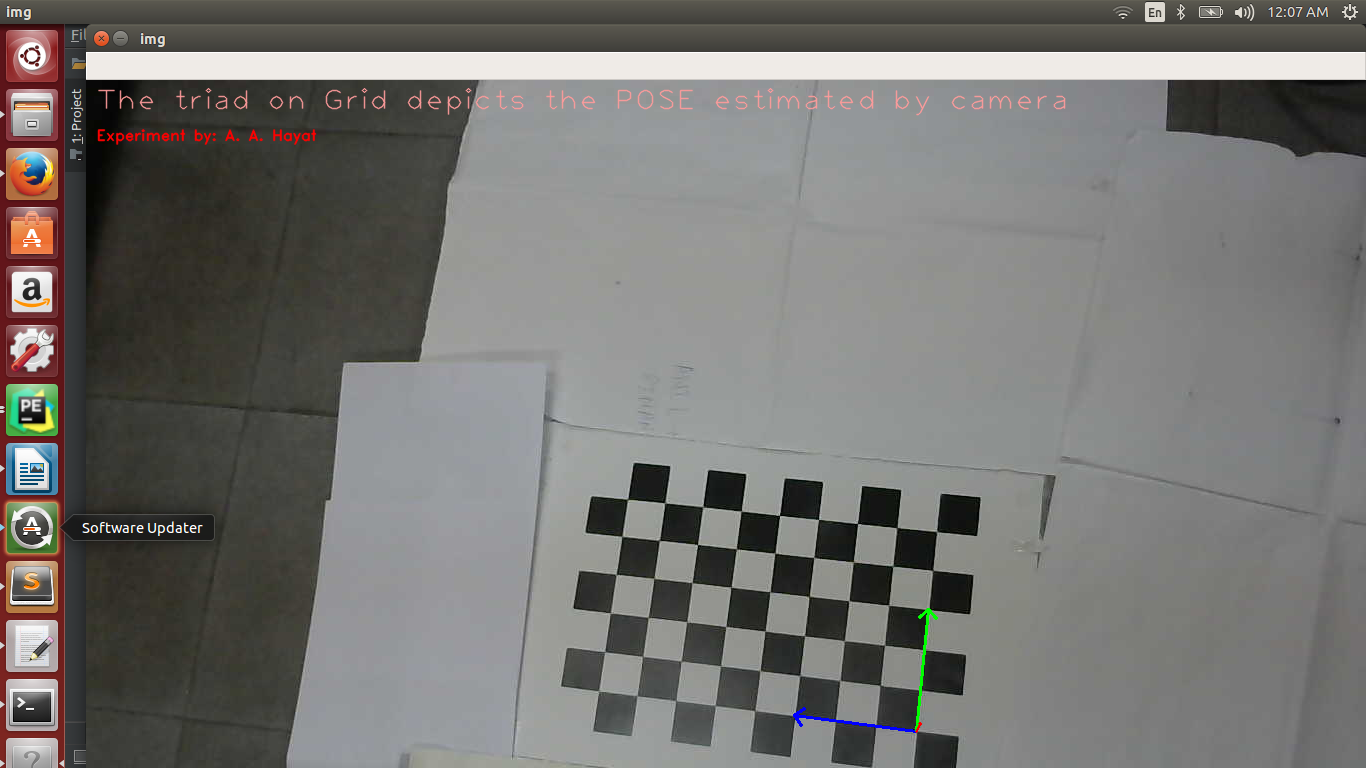 img
En
12:07 AM
Fil
img
The triad on Grid depicts the POSE estimated by camera
Experiment by: A. A. Hayat
1: Project
PE
Software Updater
S